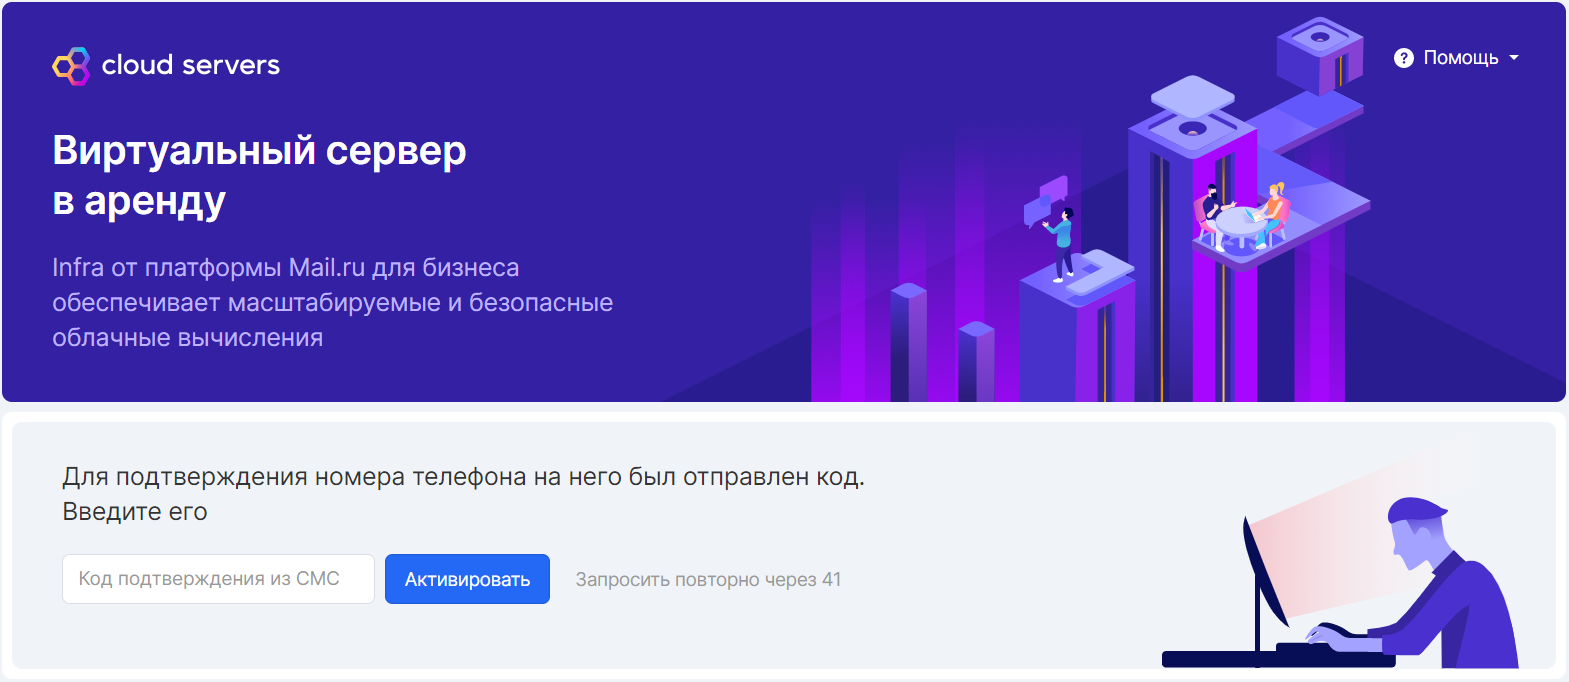 cloud servers
? Помощь
Виртуальный сервер
в аренду
Infra от платформы Mail.ru для бизнеса
обеспечивает масштабируемые и безопасные
облачные вычисления
Для подтверждения номера телефона на него был отправлен код.
Введите его
Код подтверждения из СМС
Активировать
Запросить повторно через 41